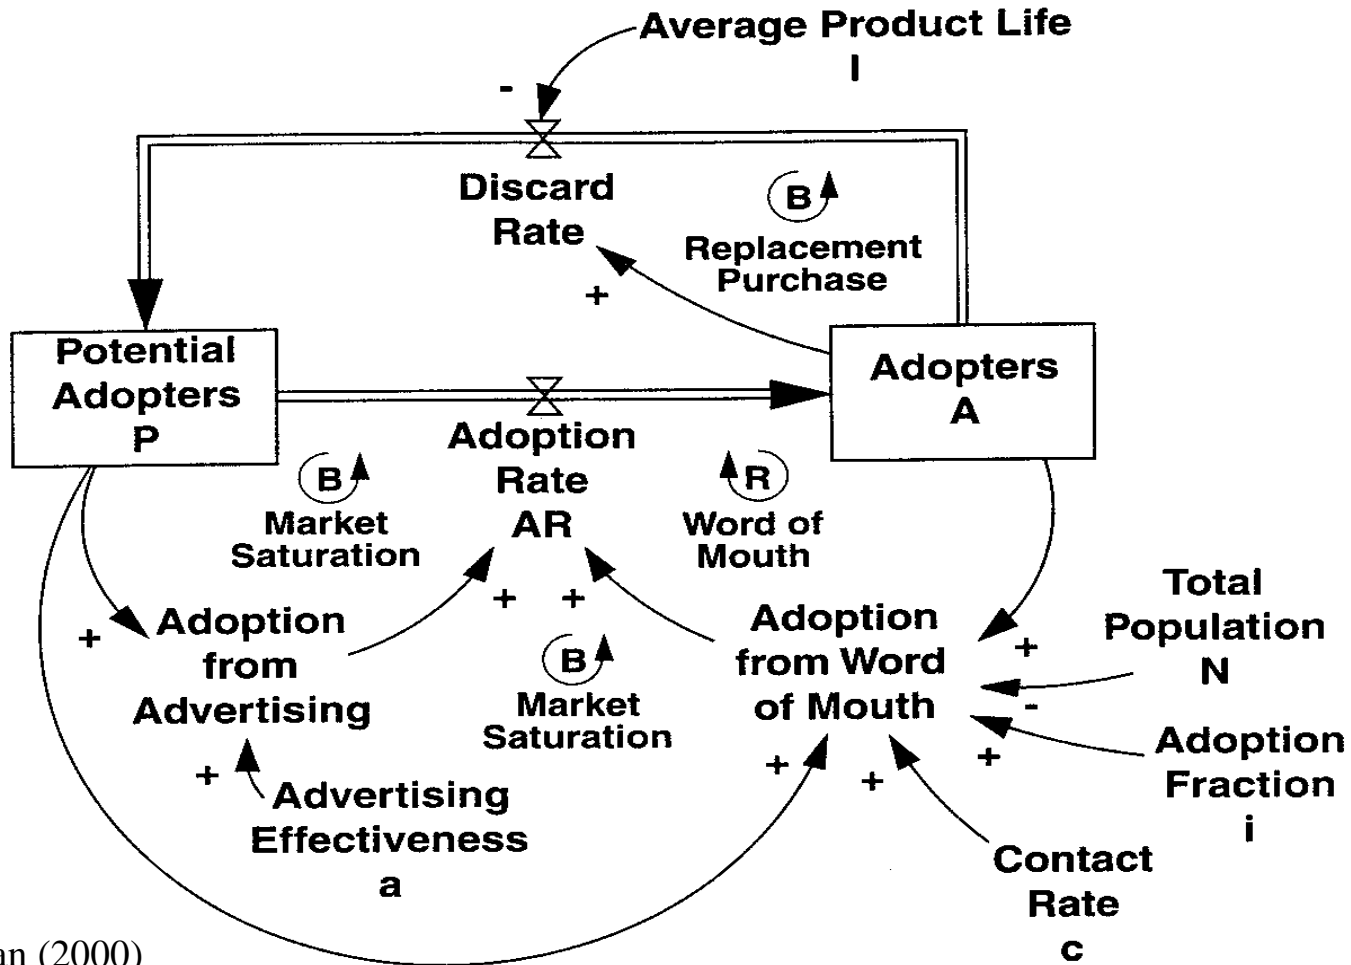 Average Product Life
l
-
Discard
Rate
B
Replacement
Purchase
+
Potential
Adopters
P
Adopters
A
Adoption
Rate
AR
B
Market
Saturation
R
Word of
Mouth
+
+
+
Adoption
from
Advertising
B
Market
Saturation
Adoption
from Word
of Mouth
+
Total
Population
N
-
Adoption
Fraction
i
+
+
+
+
Advertising
Effectiveness
a
Contact
Rate
c
(2000)